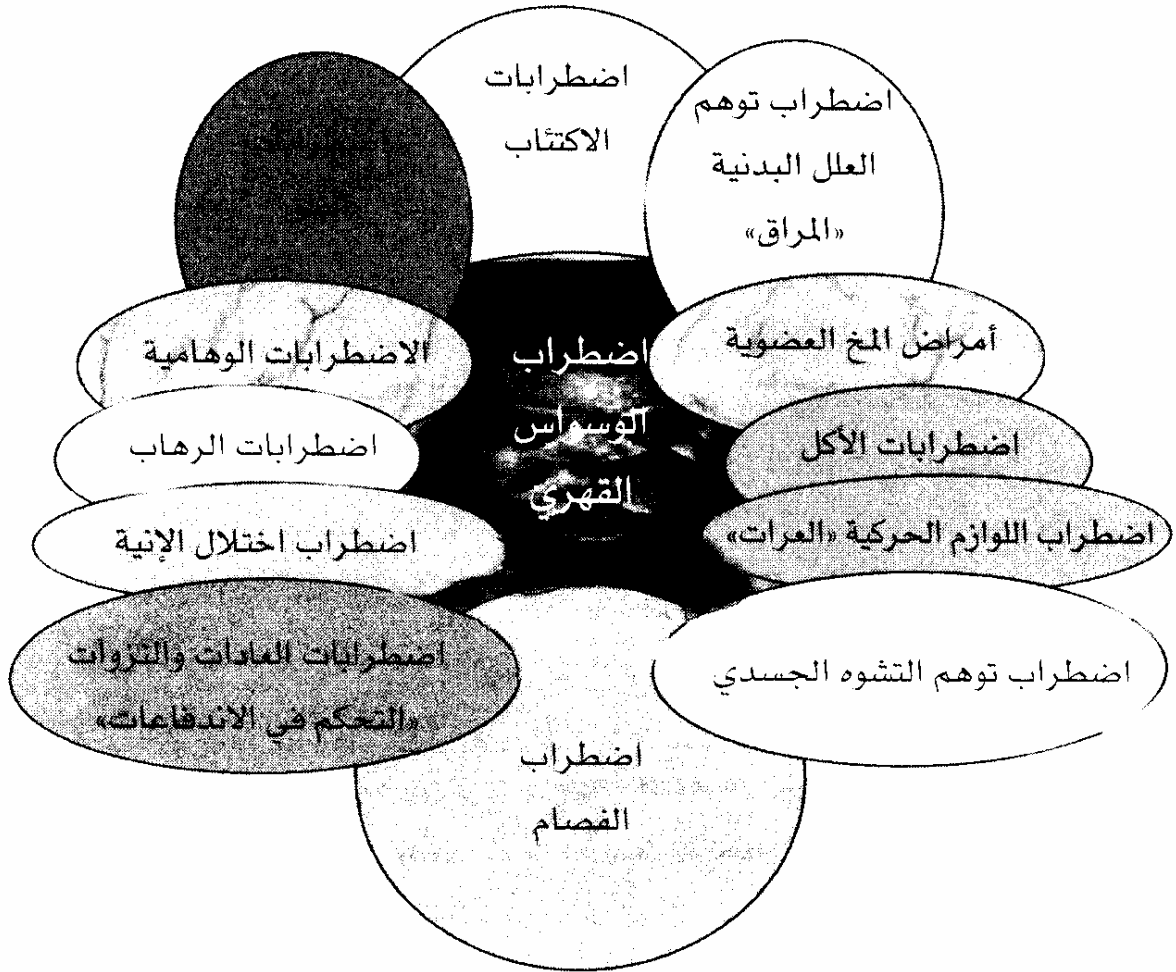 اضطرابات
الاكتئاب
اضطراب توهم
العلل البدنية
«المراق»
أمراض المخ العضوية
الاضطرابات الوهامية
اضطراب
الوسواس
القهري
اضطرابات الأكل
اضطرابات الرهاب
اضطراب اللوازم الحركية «العرات»
اضطراب اختلال الإنية
اضطراب توهم التشوه الجسدي
اضطرابات العادات والنزوات
«التحكم في الاندفاعات»
اضطراب
الفصام